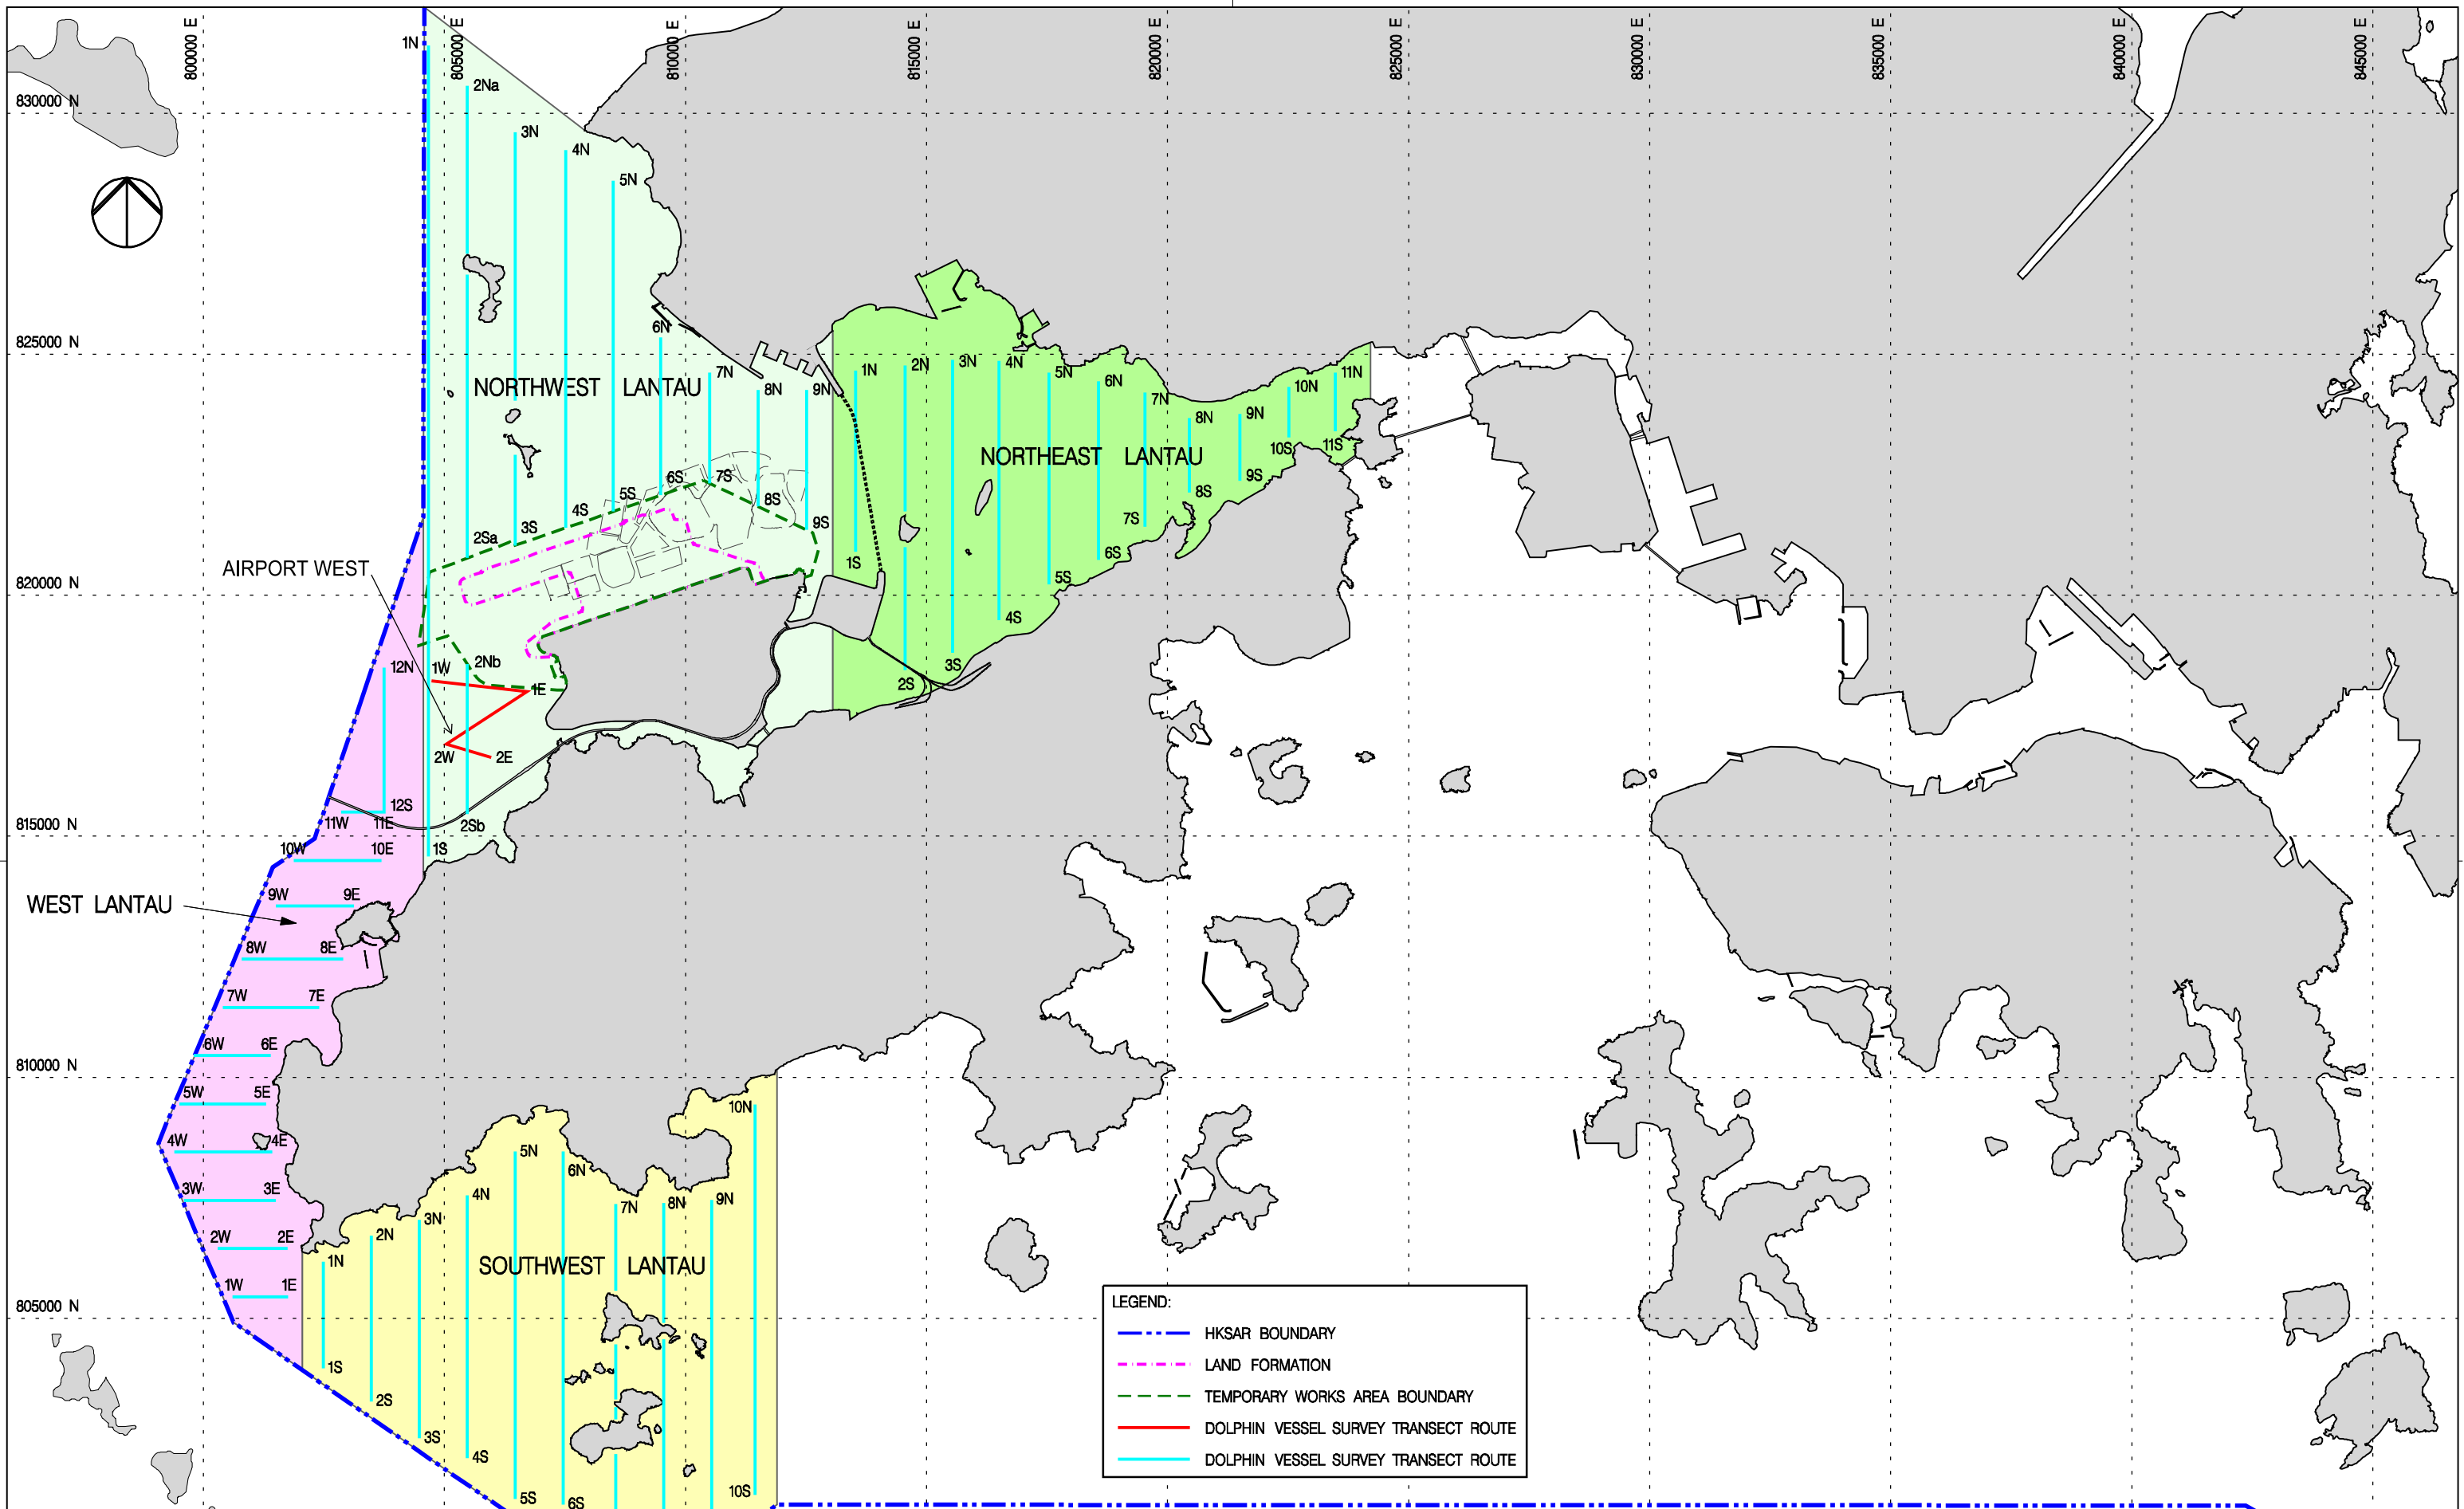 800000 E
805000 E
810000 E
815000 E
820000 E
825000 E
830000 E
835000 E
840000 E
845000 E
1N
2Na
830000 N
3N
4N
5N
6N
825000 N
7N
8N
9N
1N
2N
3N
4N
5N
6N
7N
8N
9N
10N
11N
NORTHWEST LANTAU
NORTHEAST LANTAU
10S
11S
6S
7S
9S
5S
8S
8S
4S
9S
7S
3S
2Sa
6S
1S
5S
AIRPORT WEST
820000 N
4S
12N
1W
2Nb
3S
1E
2S
2W
2E
12S
11W
11E
2Sb
815000 N
10W
10E
1S
9W
9E
WEST LANTAU
8W
8E
7W
7E
6W
6E
810000 N
5W
5E
10N
4W
4E
5N
6N
3W
3E
4N
7N
8N
9N
3N
2W
2E
2N
1N
SOUTHWEST LANTAU
1W
1E
805000 N
1S
2S
3S
4S
10S
5S
6S
LEGEND:
HKSAR BOUNDARY
LAND FORMATION
TEMPORARY WORKS AREA BOUNDARY
DOLPHIN VESSEL SURVEY TRANSECT ROUTE
DOLPHIN VESSEL SURVEY TRANSECT ROUTE